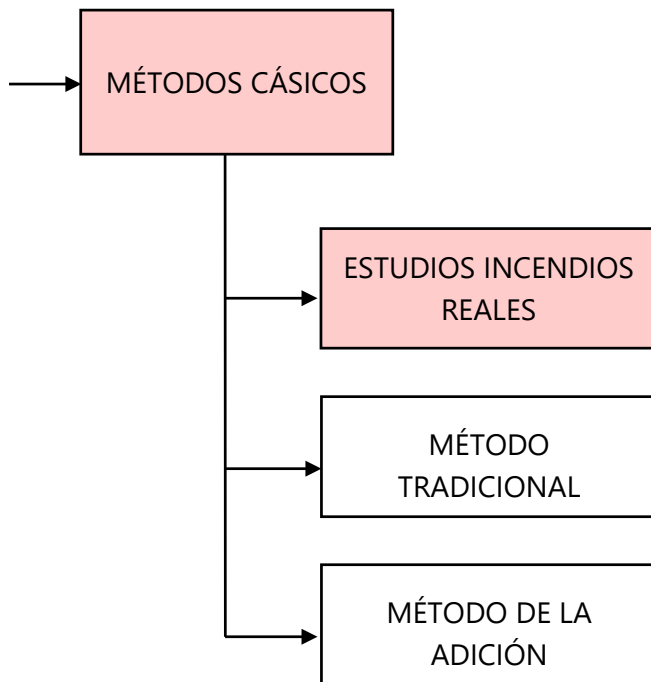 MÉTODOS CÁSICOS
ESTUDIOS INCENDIOS
REALES
MÉTODO
TRADICIONAL
MÉTODO DE LA
ADICIÓN